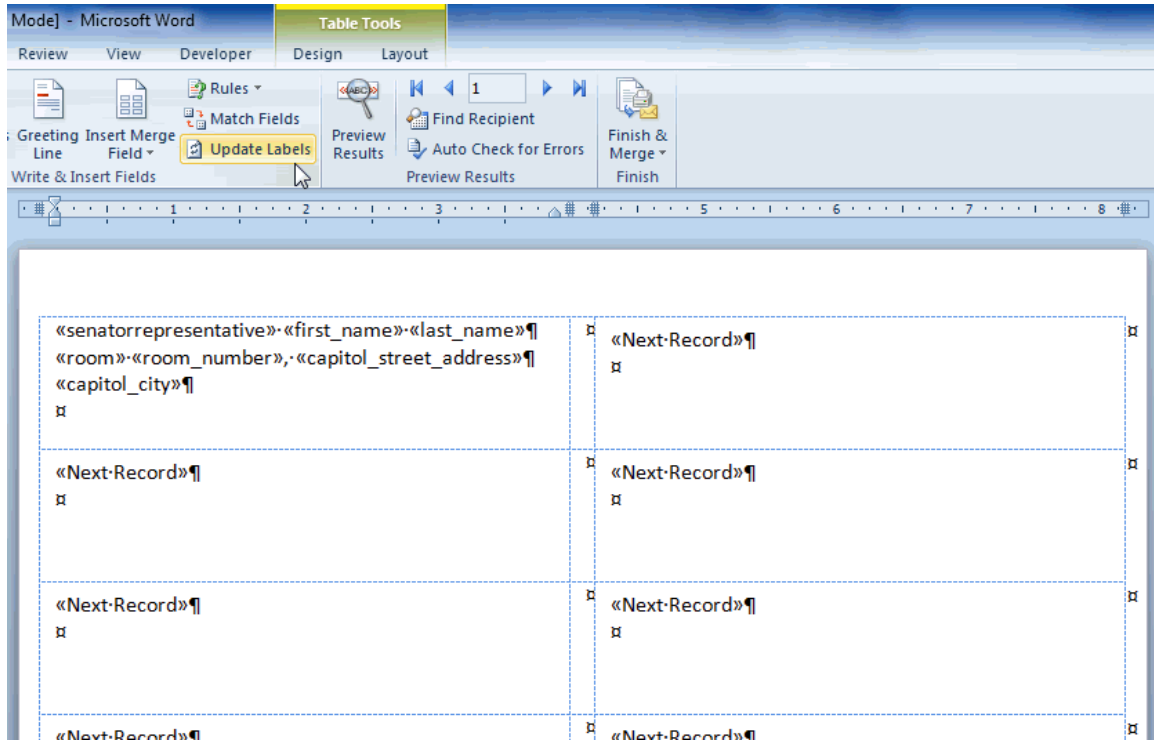 Mode] - Microsoft Word
Table Tools
Review View Developer Design Layout
Rules
Match Fields
Update Labels
Greeting Line
Insert Merge Field
Write & Insert Fields
«ABC»
Preview Results
1
Find Recipient
Auto Check for Errors
Preview Results
Finish & Merge
Finish
1 2 3 5 6 7 8
«senatorrepresentative»·«first_name»·«last_name»¶
«room»·«room_number»,·«capitol_street_address»¶
«capitol_city»¶
¤
¤
«Next·Record»¶
¤
¤
«Next·Record»¶
¤
¤
«Next·Record»¶
¤
¤
«Next·Record»¶
¤
¤
«Next·Record»¶
¤
¤
«Next·Record»¶
¤
«Next·Record»¶
¤